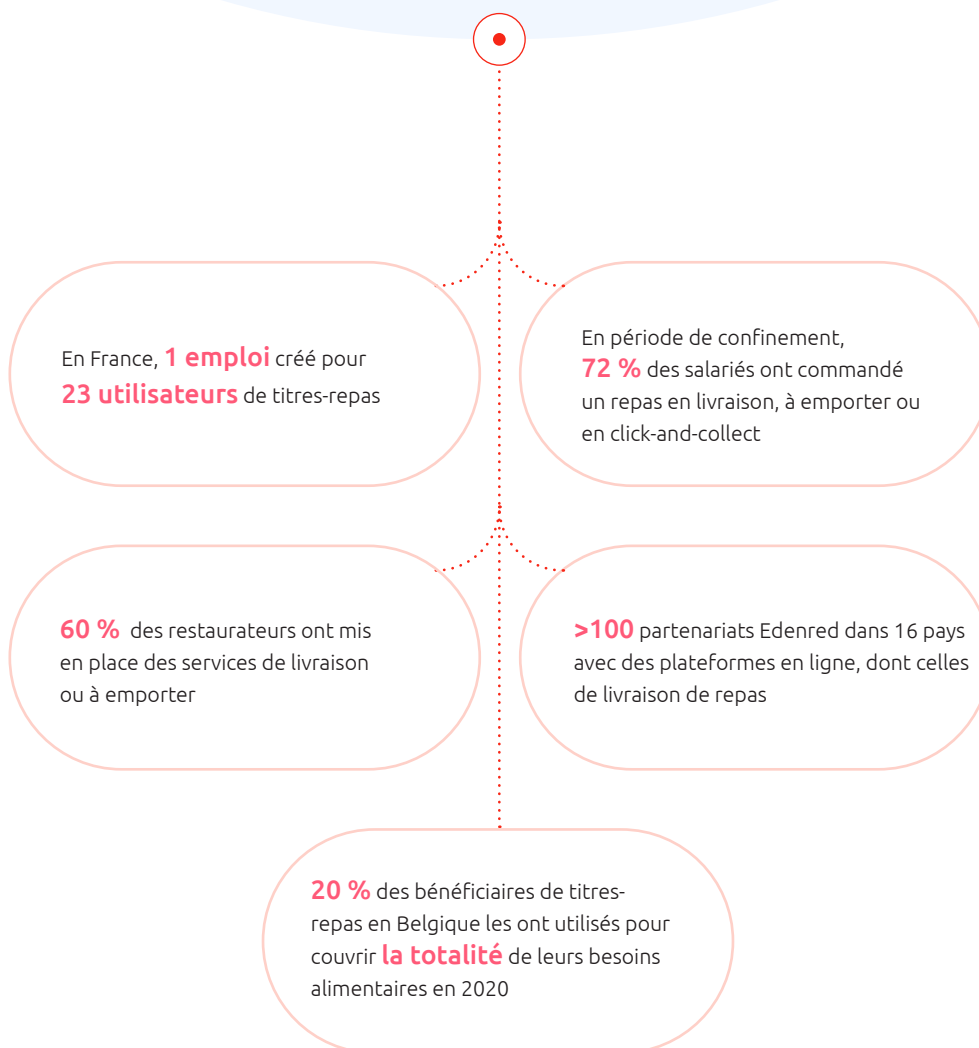 En France, 1 emploi créé pour
23 utilisateurs de titres-repas
En période de confinement,
72 % des salariés ont commandé
un repas en livraison, à emporter ou
en click-and-collect
60 % des restaurateurs ont mis
en place des services de livraison
ou à emporter
>100 partenariats Edenred dans 16 pays
avec des plateformes en ligne, dont celles
de livraison de repas
20 % des bénéficiaires de titres-
repas en Belgique les ont utilisés pour
couvrir la totalité de leurs besoins
alimentaires en 2020